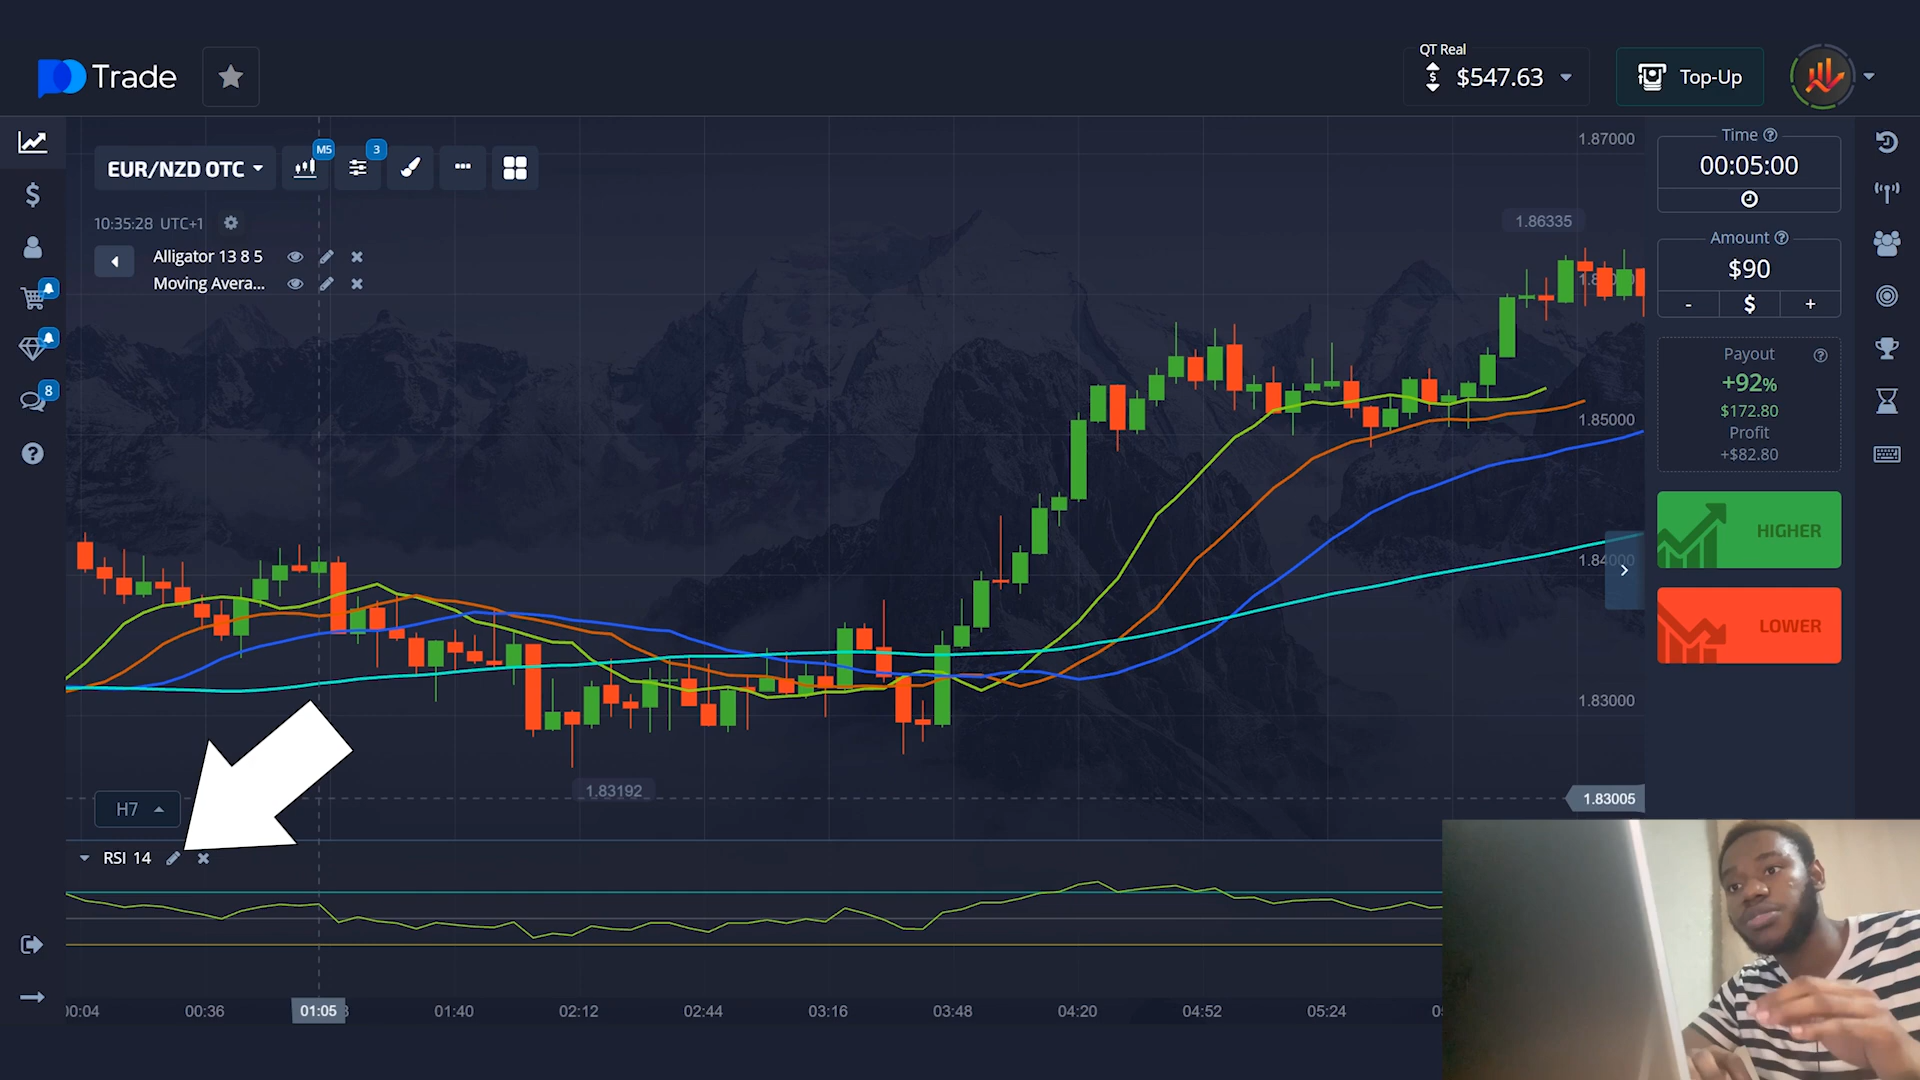 Trade
QT Real
$547.63
Top-Up
EUR/NZD OTC
M5
3
10:35:28 UTC+1
Alligator 13 8 5
Moving Avera...
8
1.87000
1.86335
1.85000
1.84000
1.83000
1.83192
1.83005
Time
00:05:00
Amount
$90
- $ +
Payout
+92%
$172.80
Profit
+$82.80
HIGHER
LOWER
H7
RSI 14
00:36
01:05
01:40
02:12
02:44
03:16
03:48
04:20
04:52
05:24